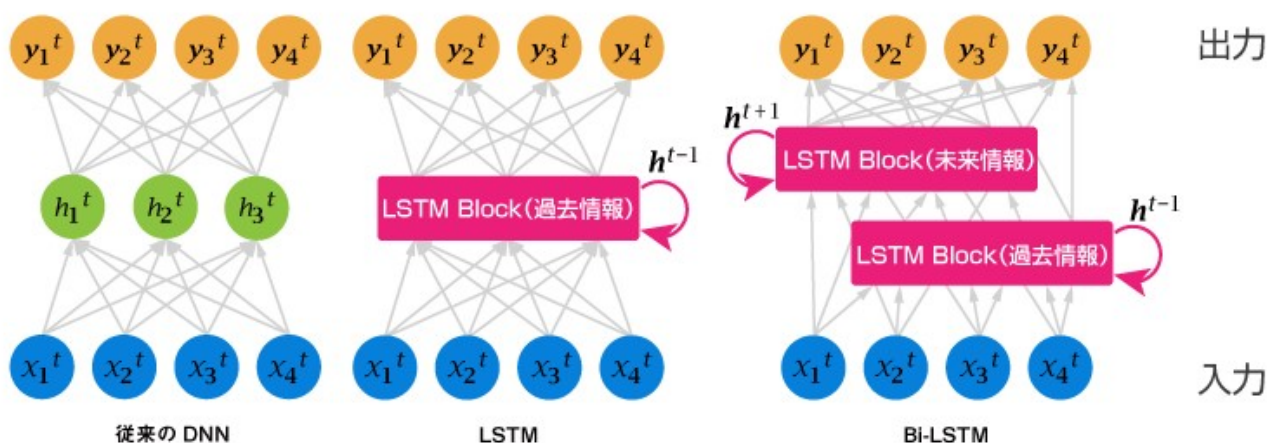 y₁ᵗ y₂ᵗ y₃ᵗ y₄ᵗ y₁ᵗ y₂ᵗ y₃ᵗ y₄ᵗ y₁ᵗ y₂ᵗ y₃ᵗ y₄ᵗ 出力
hᵗ⁺¹
LSTM Block(未来情報)
hᵗ⁻¹
h₁ᵗ h₂ᵗ h₃ᵗ LSTM Block(過去情報)
hᵗ⁻¹
LSTM Block(過去情報)
x₁ᵗ x₂ᵗ x₃ᵗ x₄ᵗ x₁ᵗ x₂ᵗ x₃ᵗ x₄ᵗ x₁ᵗ x₂ᵗ x₃ᵗ x₄ᵗ 入力
従来の DNN LSTM Bi-LSTM